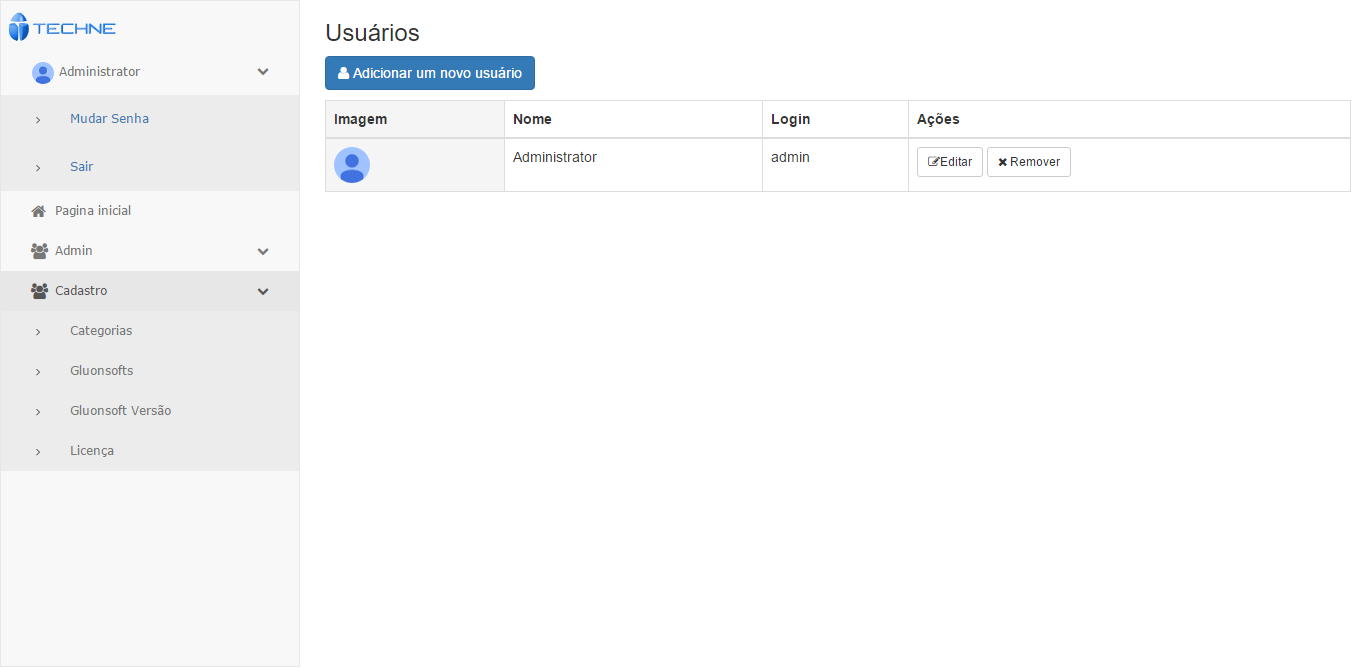 TECHNE
Administrator
Mudar Senha
Sair
Pagina inicial
Admin
Cadastro
Categorias
Gluonsofts
Gluonsoft Versão
Licença
Usuários
Adicionar um novo usuário
Imagem Nome Login Ações
Administrator admin Editar Remover